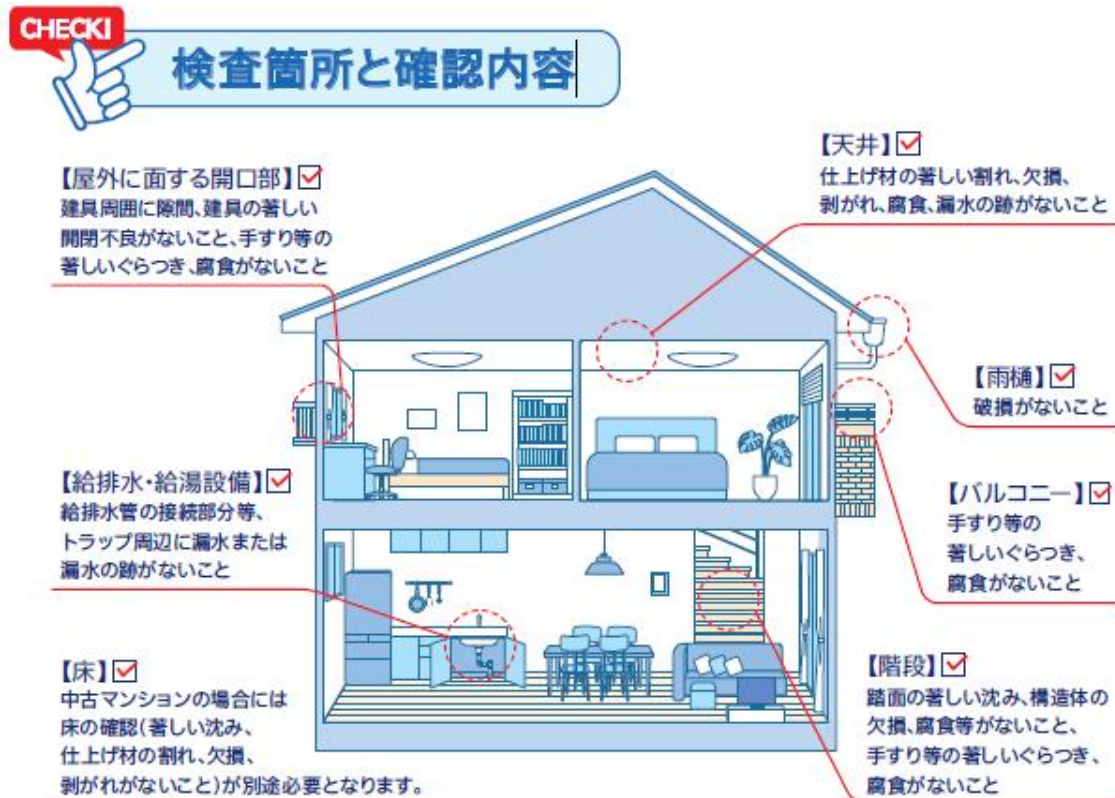 CHECK!
検査箇所と確認内容
【屋外に面する開口部】
建具周囲に隙間、建具の著しい
開閉不良がないこと、手すり等の
著しいぐらつき、腐食がないこと
【天井】
仕上げ材の著しい割れ、欠損、
剥がれ、腐食、漏水の跡がないこと
【雨樋】
破損がないこと
【給排水・給湯設備】
給排水管の接続部分等、
トラップ周辺に漏水または
漏水の跡がないこと
【バルコニー】
手すり等の
著しいぐらつき、
腐食がないこと
【床】
中古マンションの場合には
床の確認(著しい沈み、
仕上げ材の割れ、欠損、
剥がれがないこと)が別途必要となります。
【階段】
踏面の著しい沈み、構造体の
欠損、腐食等がないこと、
手すり等の著しいぐらつき、
腐食がないこと